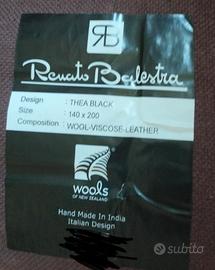 RB
Renato Balestra
Design : THEA BLACK
Size : 140 x 200
Composition : WOOL-VISCOSE-LEATHER
WOOLS
OF NEW ZEALAND
Hand Made In India
Italian Design
subito